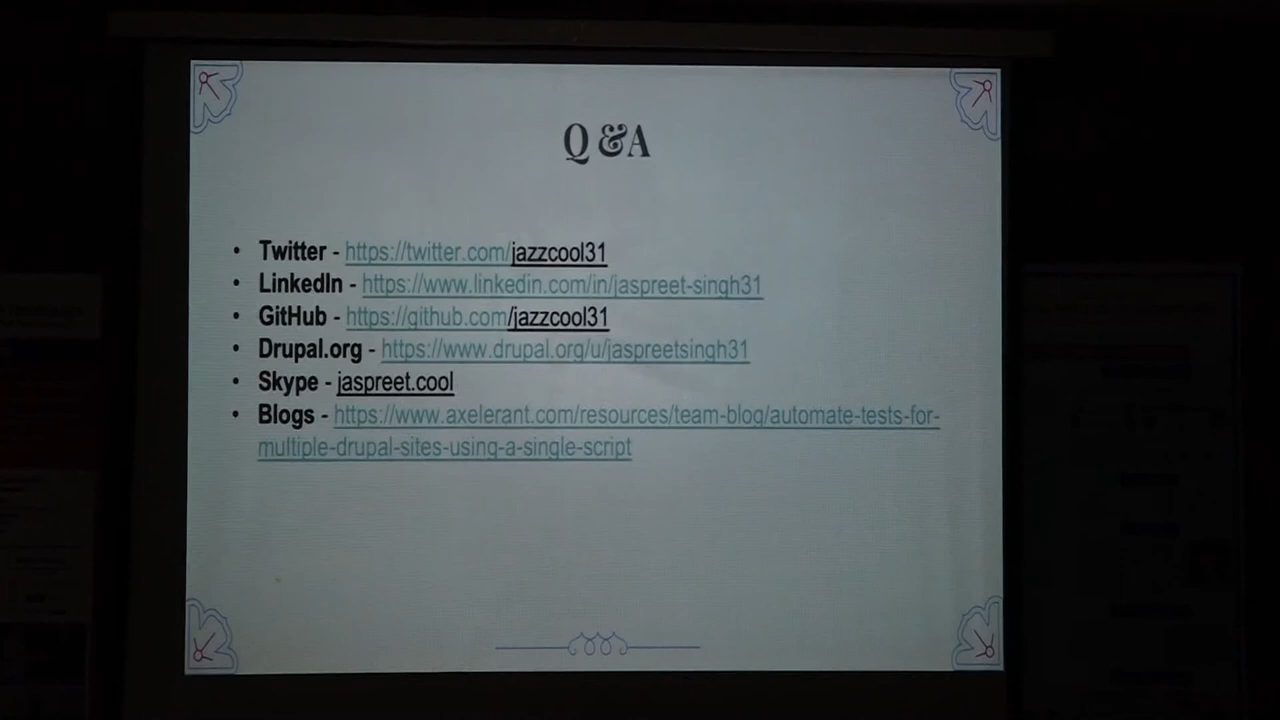 Q & A
• Twitter - https://twitter.com/jazzcool31
• LinkedIn - https://www.linkedin.com/in/jaspreet-singh31
• GitHub - https://github.com/jazzcool31
• Drupal.org - https://www.drupal.org/u/jaspreetsingh31
• Skype - jaspreet.cool
• Blogs - https://www.axelerant.com/resources/team-blog/automate-tests-for-
multiple-drupal-sites-using-a-single-script